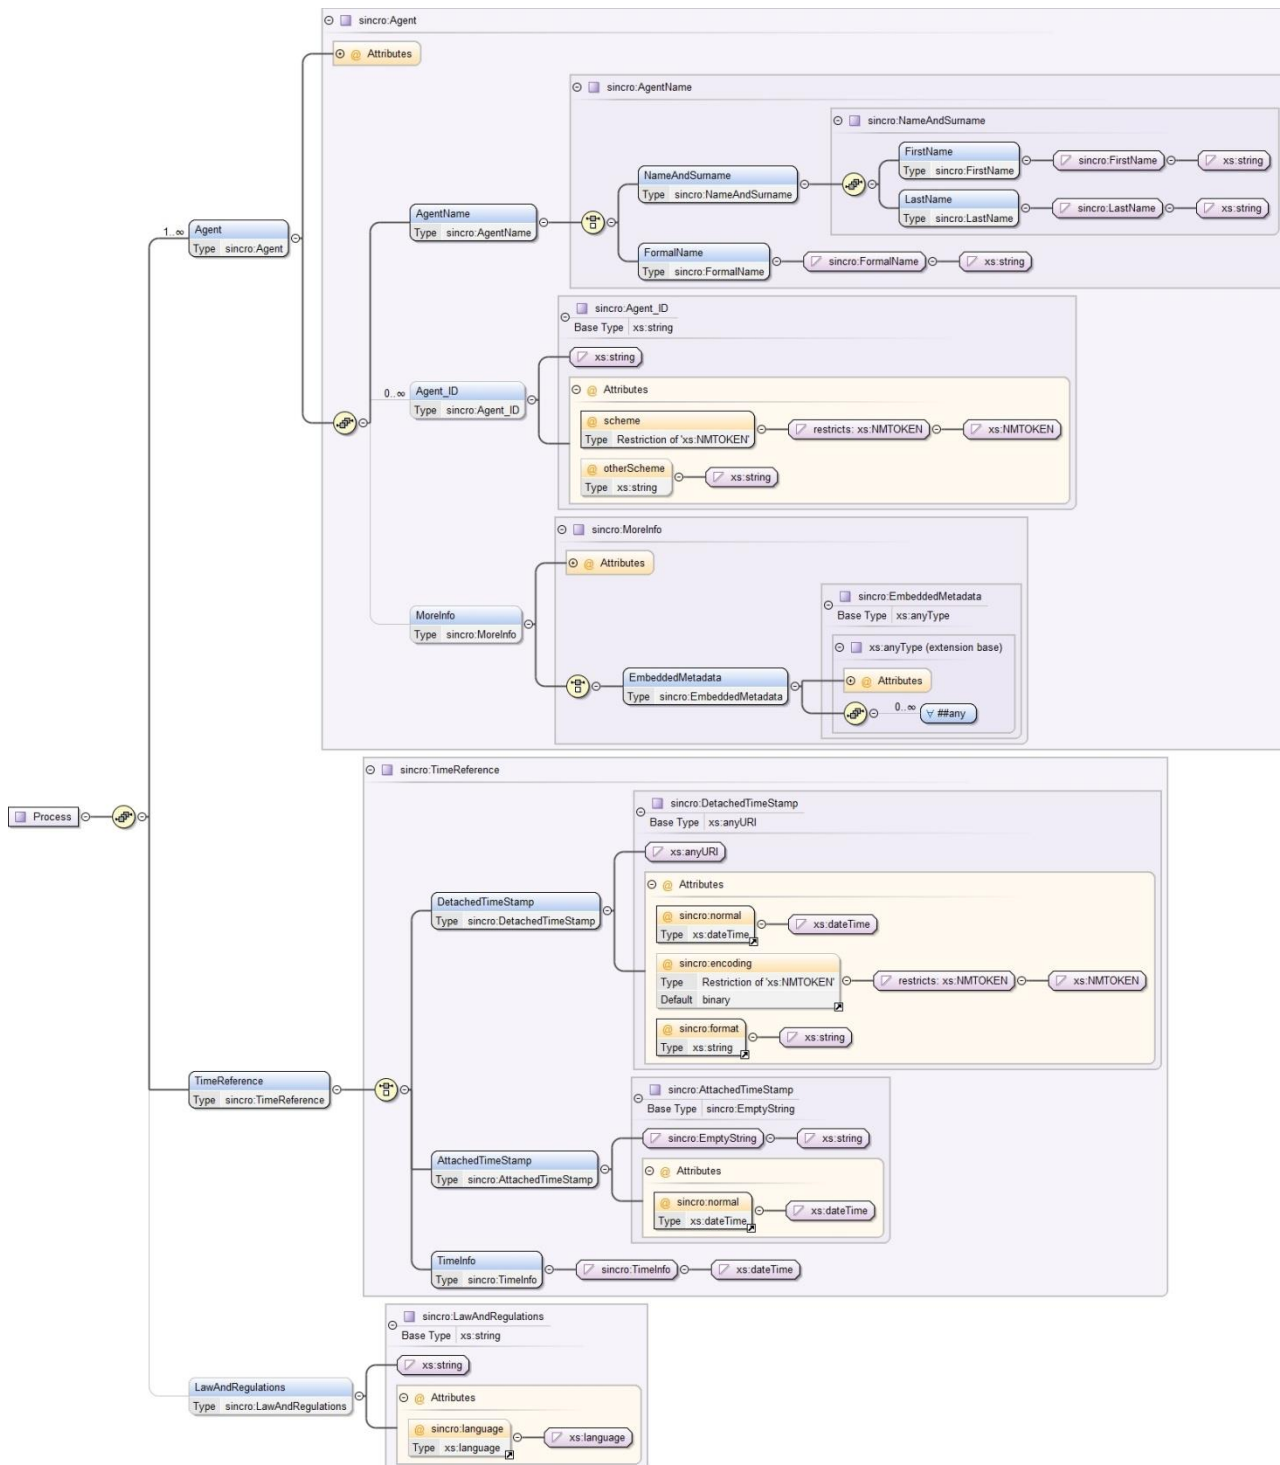 sincro:Agent
@ Attributes
sincro:AgentName
sincro:NameAndSurname
FirstName
Type sincro:FirstName
sincro:FirstName
xs:string
NameAndSurname
Type sincro:NameAndSurname
LastName
Type sincro:LastName
sincro:LastName
xs:string
AgentName
Type sincro:AgentName
1..∞
Agent
Type sincro:Agent
FormalName
Type sincro:FormalName
sincro:FormalName
xs:string
sincro:Agent_ID
Base Type xs:string
xs:string
0..∞
Agent_ID
Type sincro:Agent_ID
@ Attributes
@ scheme
Type Restriction of 'xs:NMTOKEN'
restricts: xs:NMTOKEN
xs:NMTOKEN
@ otherScheme
Type xs:string
xs:string
sincro:MoreInfo
@ Attributes
MoreInfo
Type sincro:MoreInfo
sincro:EmbeddedMetadata
Base Type xs:anyType
xs:anyType (extension base)
EmbeddedMetadata
Type sincro:EmbeddedMetadata
@ Attributes
0..∞
##any
Process
sincro:TimeReference
sincro:DetachedTimeStamp
Base Type xs:anyURI
xs:anyURI
DetachedTimeStamp
Type sincro:DetachedTimeStamp
@ Attributes
@ sincro:normal
Type xs:dateTime
xs:dateTime
@ sincro:encoding
Type Restriction of 'xs:NMTOKEN'
Default binary
restricts: xs:NMTOKEN
xs:NMTOKEN
@ sincro:format
Type xs:string
xs:string
TimeReference
Type sincro:TimeReference
sincro:AttachedTimeStamp
Base Type sincro:EmptyString
sincro:EmptyString
xs:string
AttachedTimeStamp
Type sincro:AttachedTimeStamp
@ Attributes
@ sincro:normal
Type xs:dateTime
xs:dateTime
TimeInfo
Type sincro:TimeInfo
sincro:TimeInfo
xs:dateTime
sincro:LawAndRegulations
Base Type xs:string
xs:string
LawAndRegulations
Type sincro:LawAndRegulations
@ Attributes
@ sincro:language
Type xs:language
xs:language